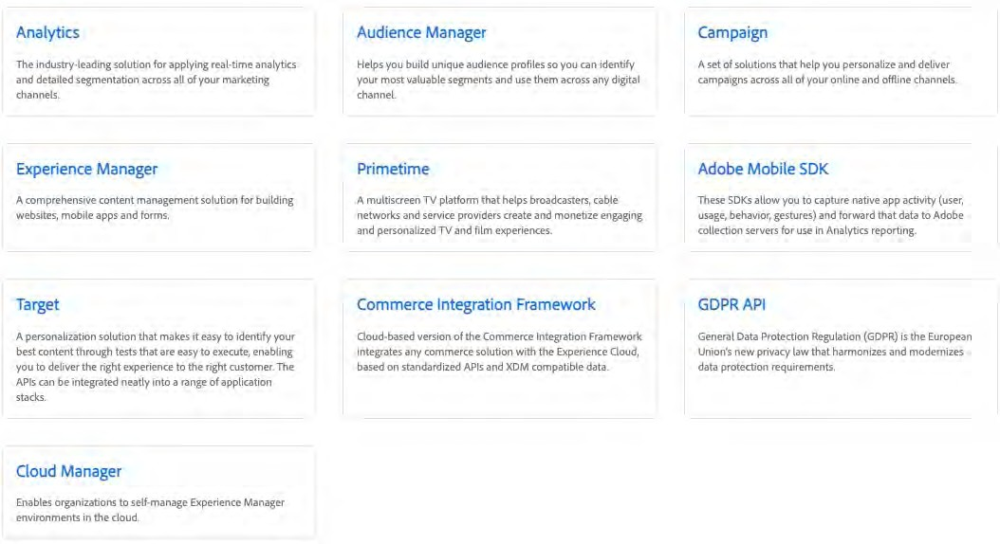 Analytics
The industry-leading solution for applying real-time analytics
and detailed segmentation across all of your marketing
channels.
Audience Manager
Helps you build unique audience profiles so you can identify
your most valuable segments and use them across any digital
channel.
Campaign
A set of solutions that help you personalize and deliver
campaigns across all of your online and offline channels.
Experience Manager
A comprehensive content management solution for building
websites, mobile apps and forms.
Primetime
A multiscreen TV platform that helps broadcasters, cable
networks and service providers create and monetize engaging
and personalized TV and film experiences.
Adobe Mobile SDK
These SDKs allow you to capture native app activity (user,
usage, behavior, gestures) and forward that data to Adobe
collection servers for use in Analytics reporting.
Target
A personalization solution that makes it easy to identify your
best content through tests that are easy to execute, enabling
you to deliver the right experience to the right customer. The
APIs can be integrated neatly into a range of application
stacks.
Commerce Integration Framework
Cloud-based version of the Commerce Integration Framework
integrates any commerce solution with the Experience Cloud,
based on standardized APIs and XDM compatible data.
GDPR API
General Data Protection Regulation (GDPR) is the European
Union's new privacy law that harmonizes and modernizes
data protection requirements.
Cloud Manager
Enables organizations to self-manage Experience Manager
environments in the cloud.